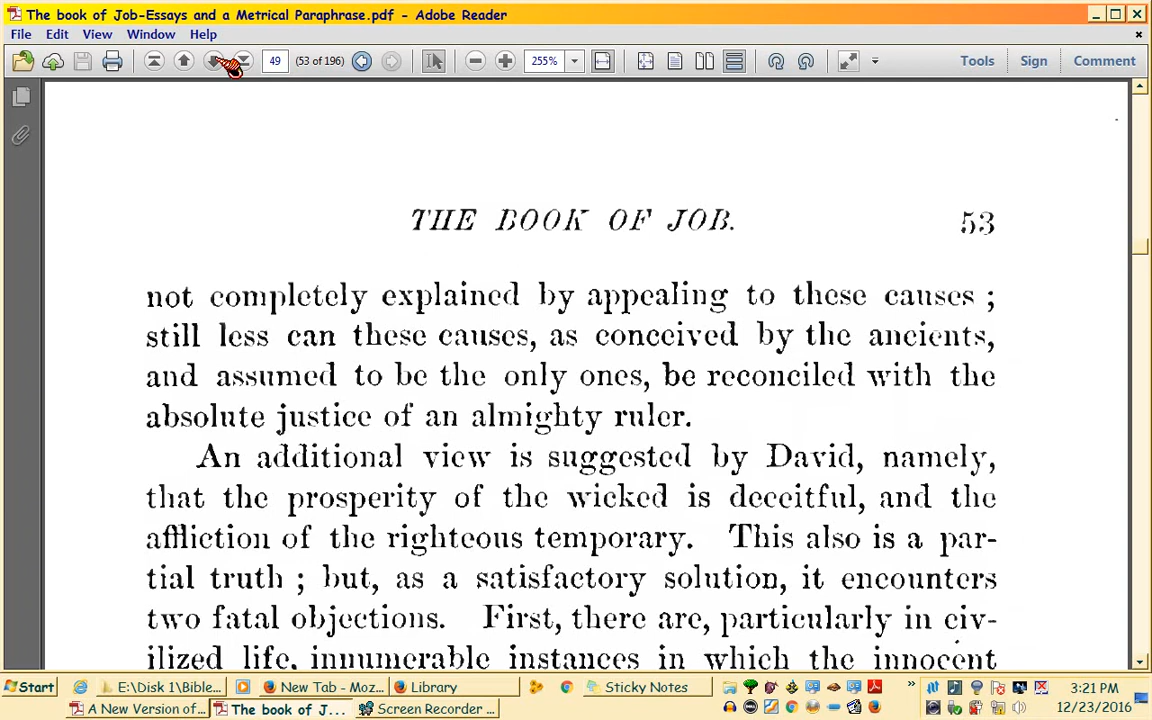 The book of Job-Essays and a Metrical Paraphrase.pdf - Adobe Reader
File Edit View Window Help
49 (53 of 196) 255% Tools Sign Comment
THE BOOK OF JOB. 53
not completely explained by appealing to these causes ;
still less can these causes, as conceived by the ancients,
and assumed to be the only ones, be reconciled with the
absolute justice of an almighty ruler.
An additional view is suggested by David, namely,
that the prosperity of the wicked is deceitful, and the
affliction of the righteous temporary. This also is a par-
tial truth ; but, as a satisfactory solution, it encounters
two fatal objections. First, there are, particularly in civ-
ilized life, innumerable instances in which the innocent
Start E:\Disk 1\Bible... New Tab - Moz... Library Sticky Notes » 3:21 PM
A New Version of... The book of J... Screen Recorder ... 12/23/2016